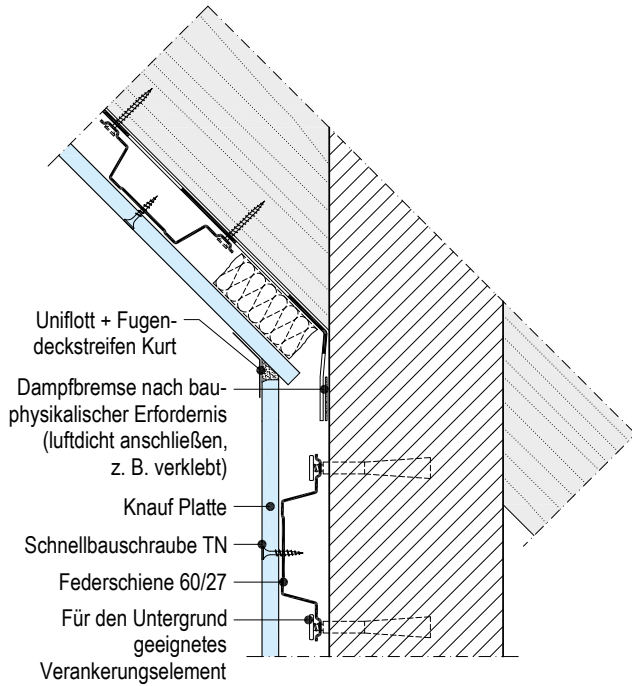 Uniflott + Fugen-
deckstreifen Kurt
Dampfbremse nach bau-
physikalischer Erfordernis
(luftdicht anschließen,
z. B. verklebt)
Knauf Platte
Schnellbauschraube TN
Federschiene 60/27
Für den Untergrund
geeignetes
Verankerungselement